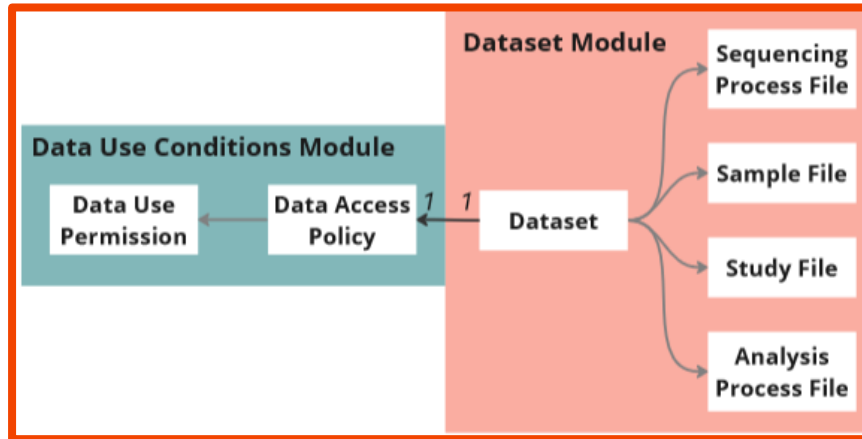 Dataset Module
Sequencing
Process File
Data Use Conditions Module
Sample File
Data Use
Permission
Data Access
Policy
1 1
Dataset
Study File
Analysis
Process File